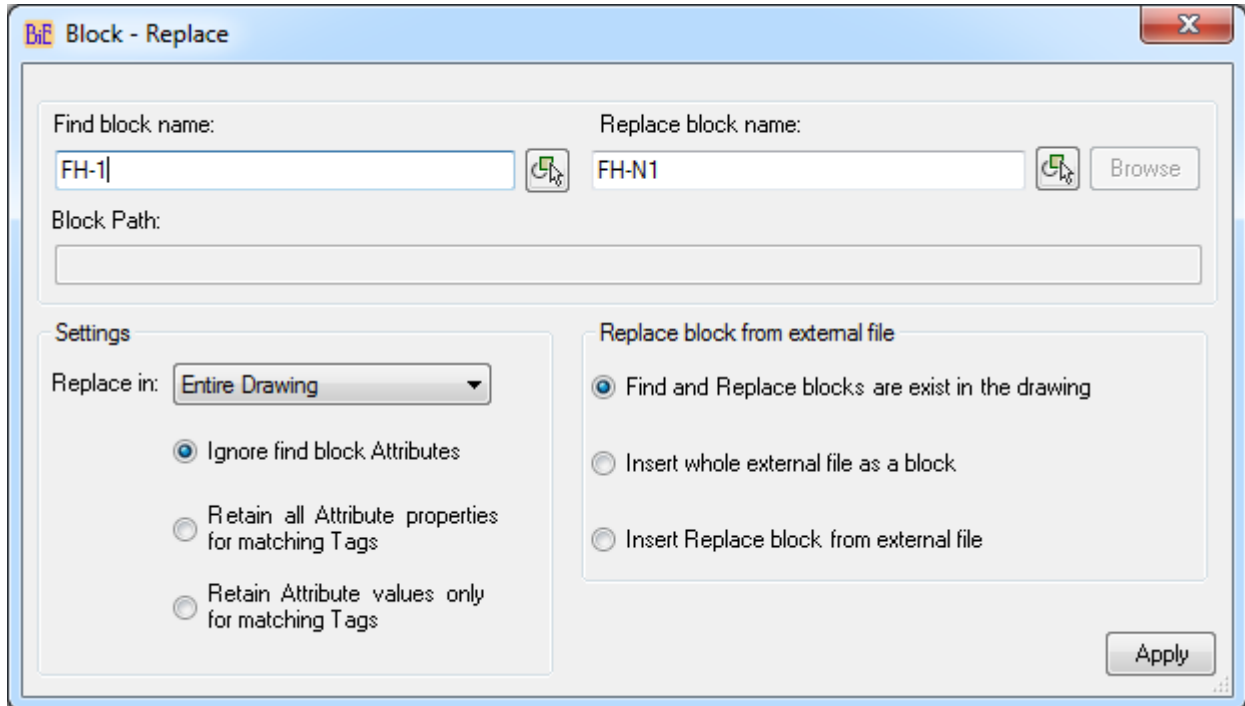 BiE Block - Replace
Find block name:
Replace block name:
FH-1
FH-N1
Browse
Block Path:
Settings
Replace block from external file
Replace in: Entire Drawing
Find and Replace blocks are exist in the drawing
Ignore find block Attributes
Insert whole external file as a block
Retain all Attribute properties
for matching Tags
Insert Replace block from external file
Retain Attribute values only
for matching Tags
Apply